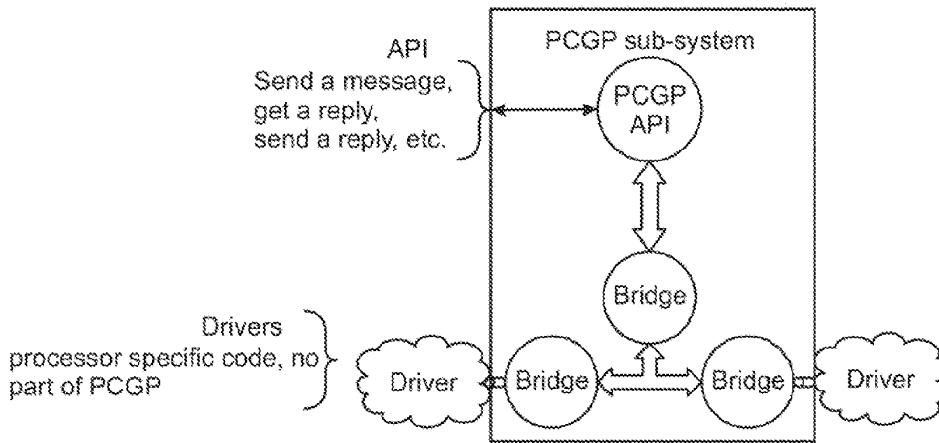 PCGP sub-system
API
Send a message,
get a reply,
send a reply, etc.
PCGP
API
Bridge
Drivers
processor specific code, no
part of PCGP
Driver
Bridge
Bridge
Driver